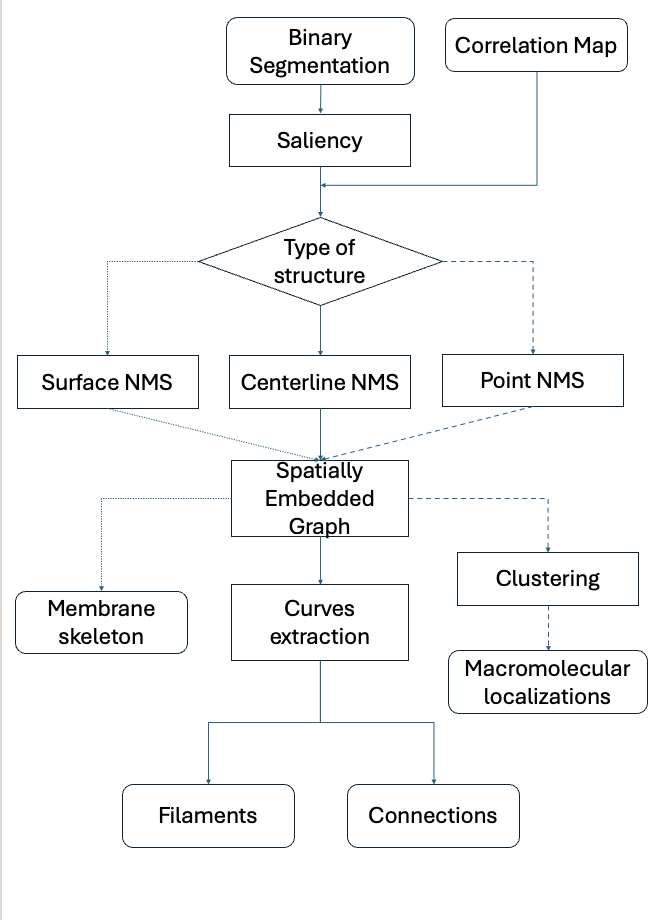 Binary
Segmentation
Correlation Map
Saliency
Type of
structure
Surface NMS
Centerline NMS
Point NMS
Spatially
Embedded
Graph
Clustering
Membrane
skeleton
Curves
extraction
Macromolecular
localizations
Filaments
Connections